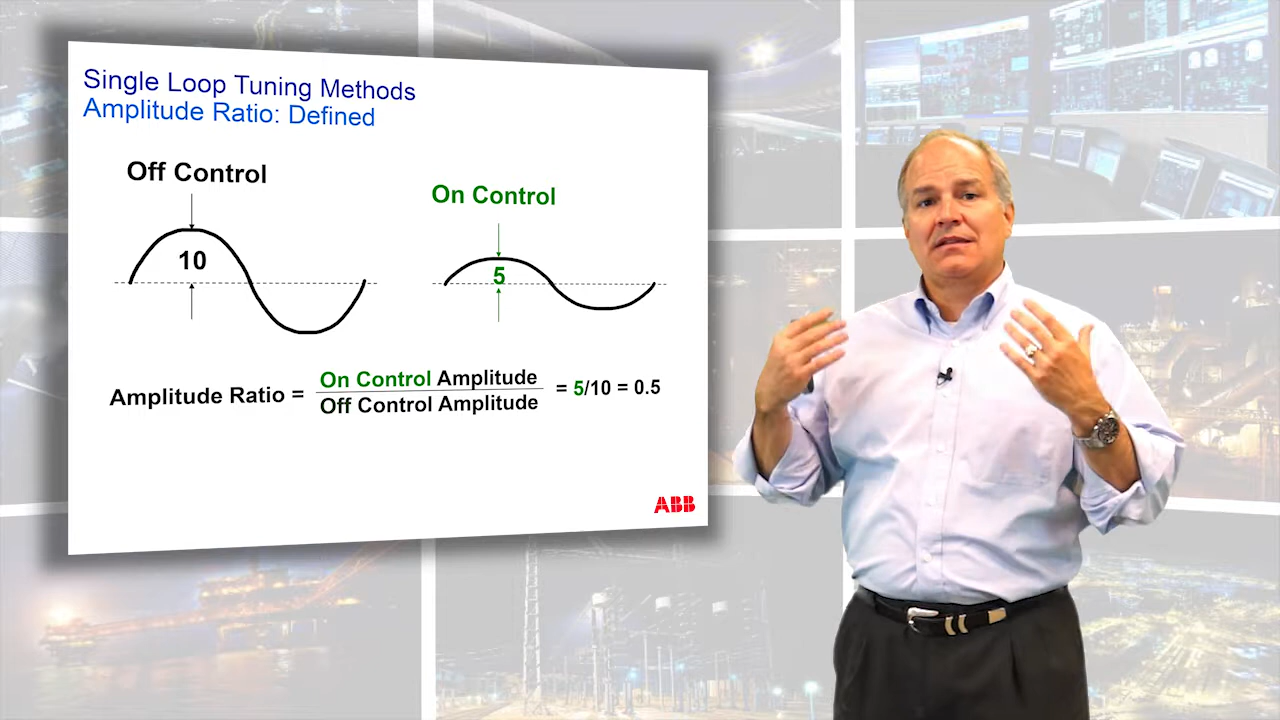 Single Loop Tuning Methods
Amplitude Ratio: Defined
Off Control
On Control
10
5
Amplitude Ratio = On Control Amplitude / Off Control Amplitude = 5/10 = 0.5
ABB